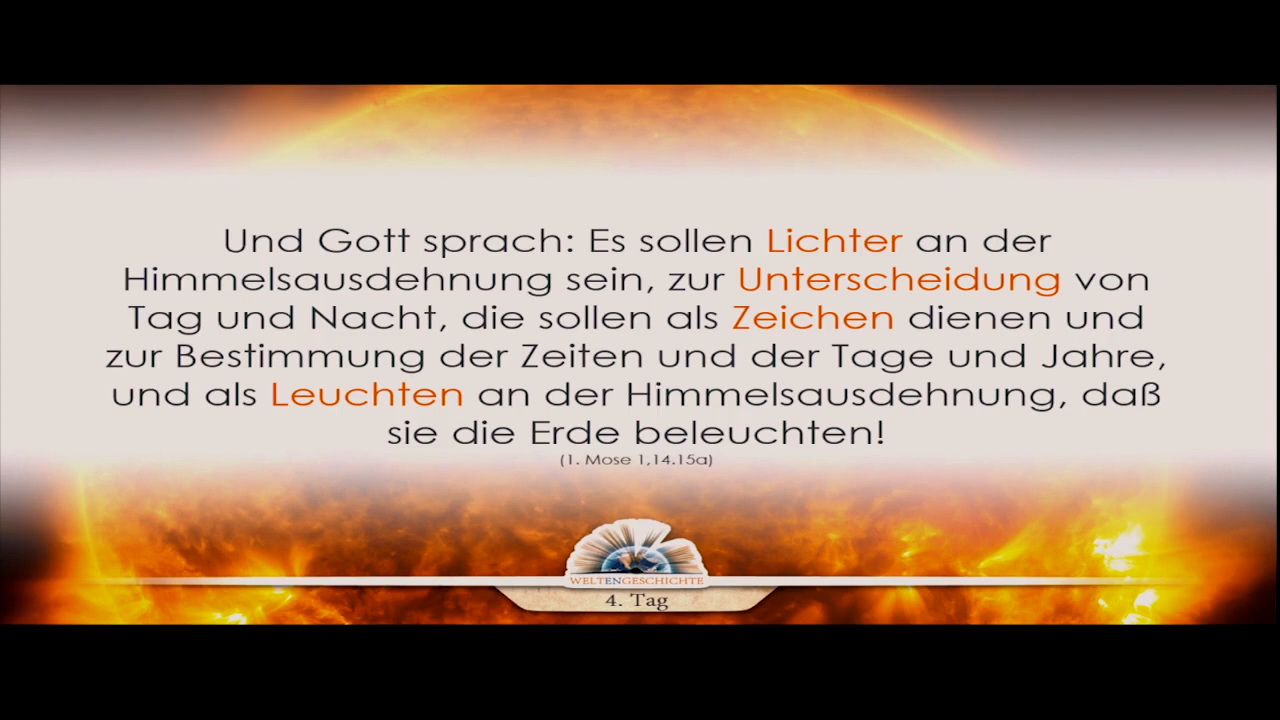 Und Gott sprach: Es sollen Lichter an der
Himmelsausdehnung sein, zur Unterscheidung von
Tag und Nacht, die sollen als Zeichen dienen und
zur Bestimmung der Zeiten und der Tage und Jahre,
und als Leuchten an der Himmelsausdehnung, daß
sie die Erde beleuchten!
(1. Mose 1,14.15a)
WELTENGESCHICHTE
4. Tag